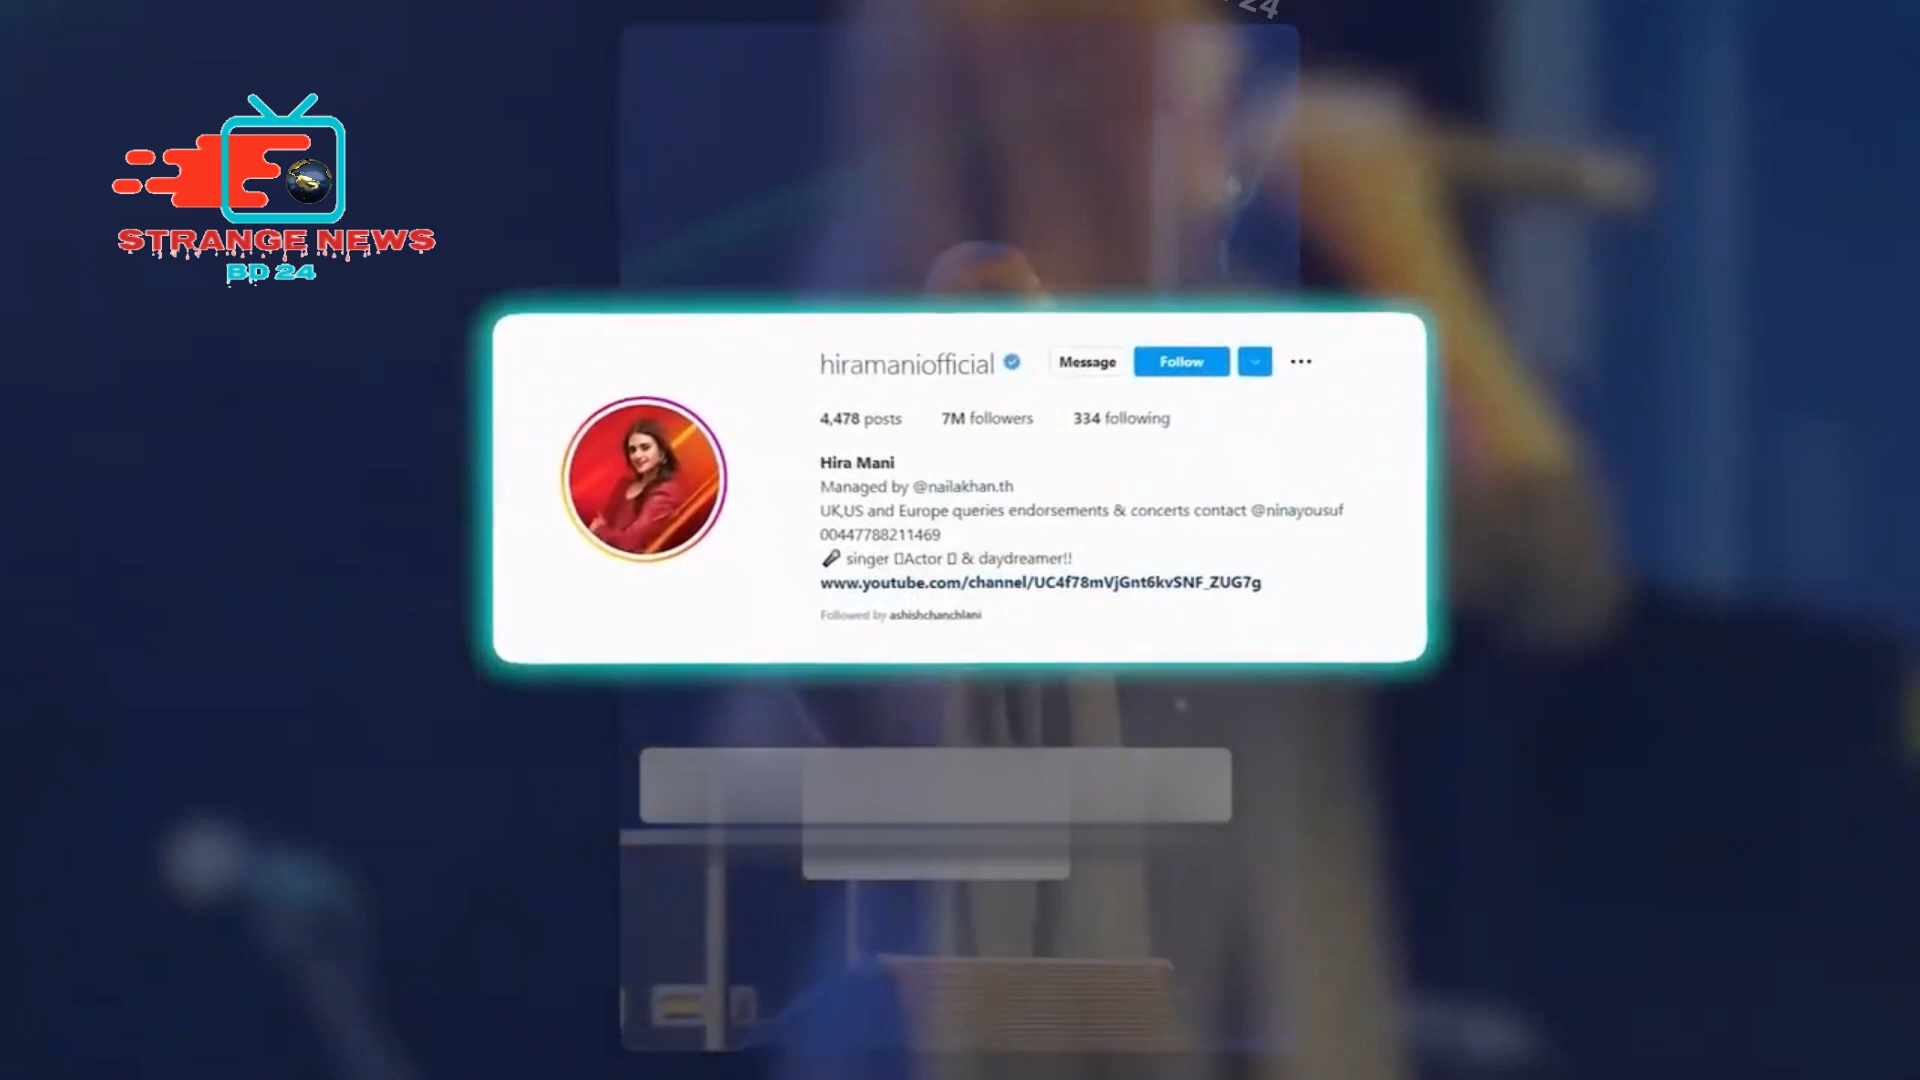 24
STRANGE NEWS
BD 24
hiramaniofficial
Message
Follow
4,478 posts 7M followers 334 following
Hira Mani
Managed by @nailakhan.th
UK,US and Europe queries endorsements & concerts contact @ninayousuf
00447788211469
🎤 singer ▯Actor ▯ & daydreamer!!
www.youtube.com/channel/UC4f78mVjGnt6kvSNF_ZUG7g
Followed by ashishchanchlani